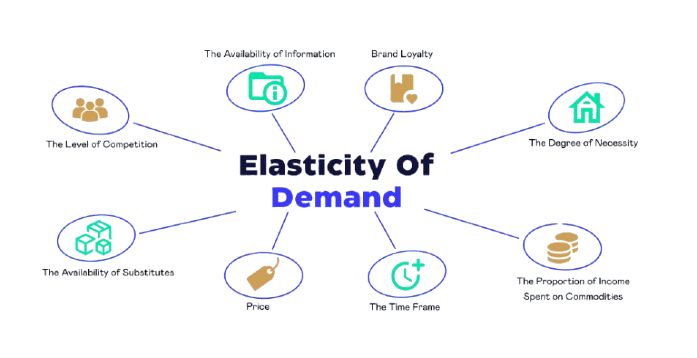 The Availability of Information
Brand Loyalty
The Level of Competition
The Degree of Necessity
Elasticity Of
Demand
The Availability of Substitutes
Price
The Time Frame
The Proportion of Income
Spent on Commodities